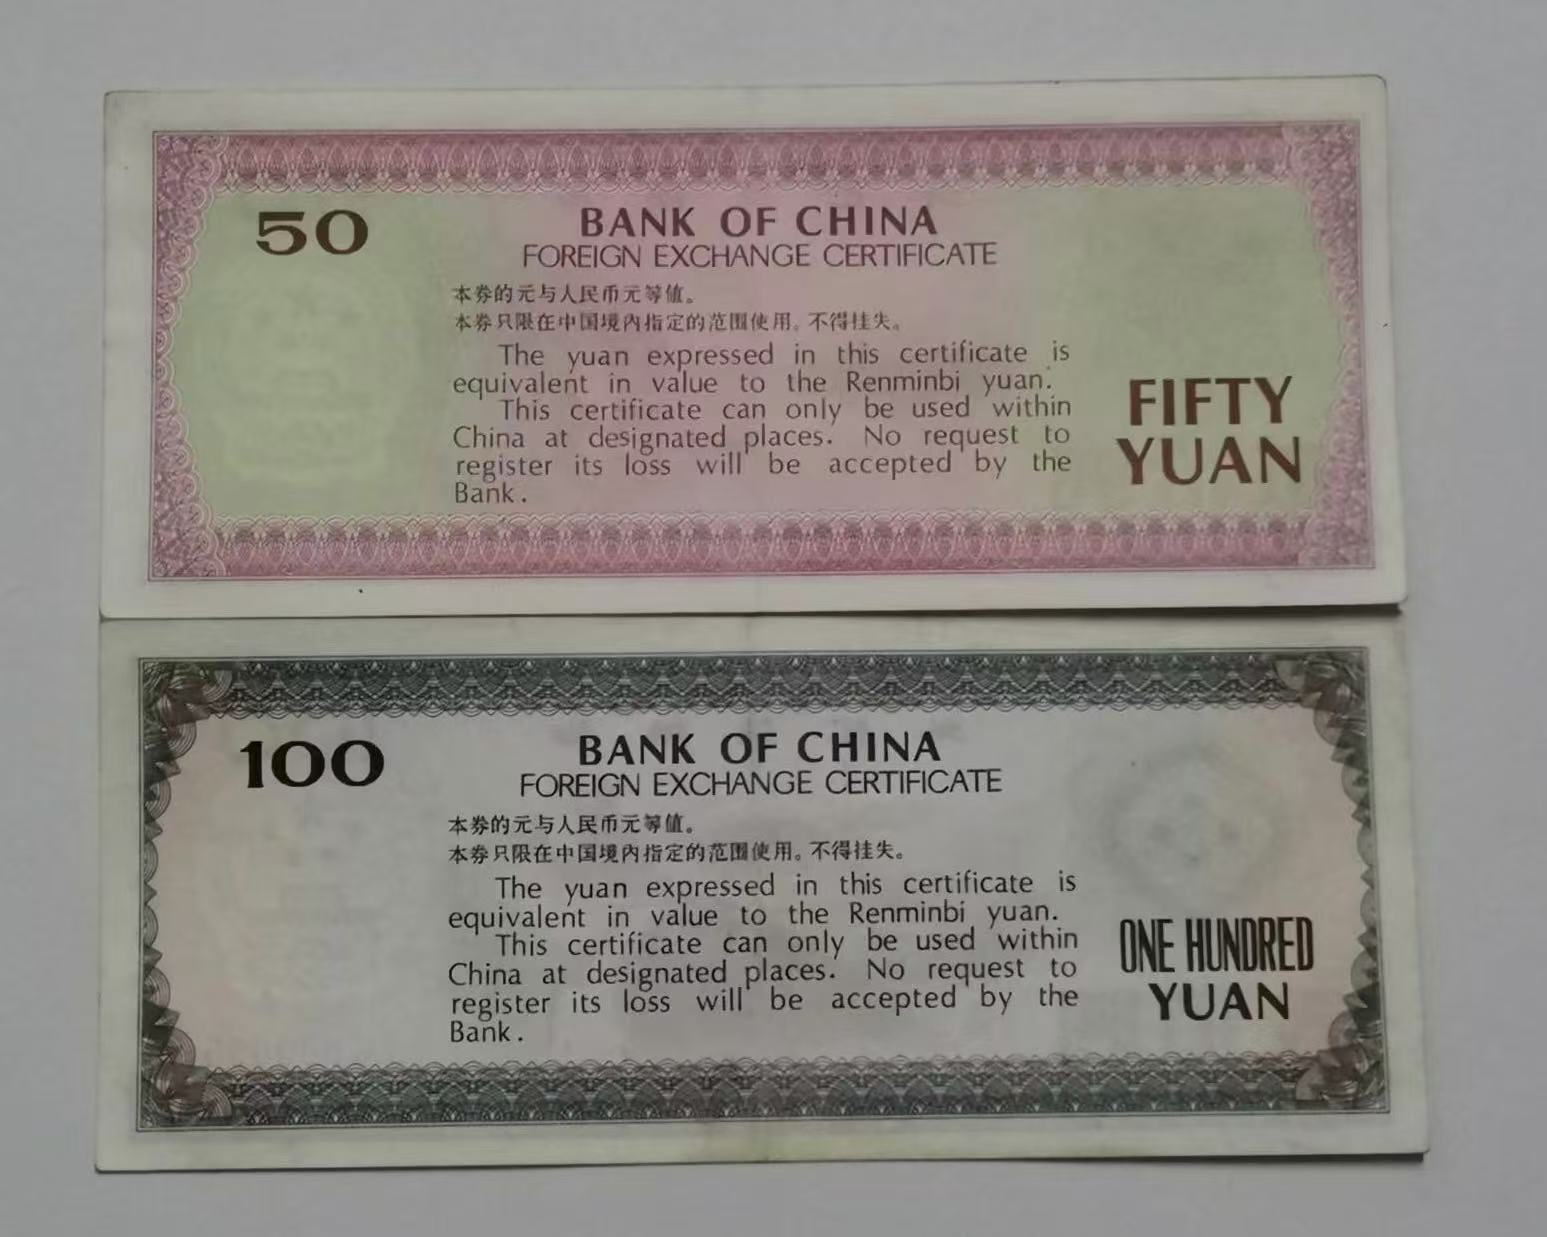 50
BANK OF CHINA
FOREIGN EXCHANGE CERTIFICATE
本券的元与人民币元等值。
本券只限在中国境内指定的范围使用。不得挂失。
The yuan expressed in this certificate is
equivalent in value to the Renminbi yuan.
This certificate can only be used within
China at designated places. No request to
register its loss will be accepted by the
Bank.
FIFTY
YUAN
100
BANK OF CHINA
FOREIGN EXCHANGE CERTIFICATE
本券的元与人民币元等值。
本券只限在中国境内指定的范围使用。不得挂失。
The yuan expressed in this certificate is
equivalent in value to the Renminbi yuan.
This certificate can only be used within
China at designated places. No request to
register its loss will be accepted by the
Bank.
ONE HUNDRED
YUAN